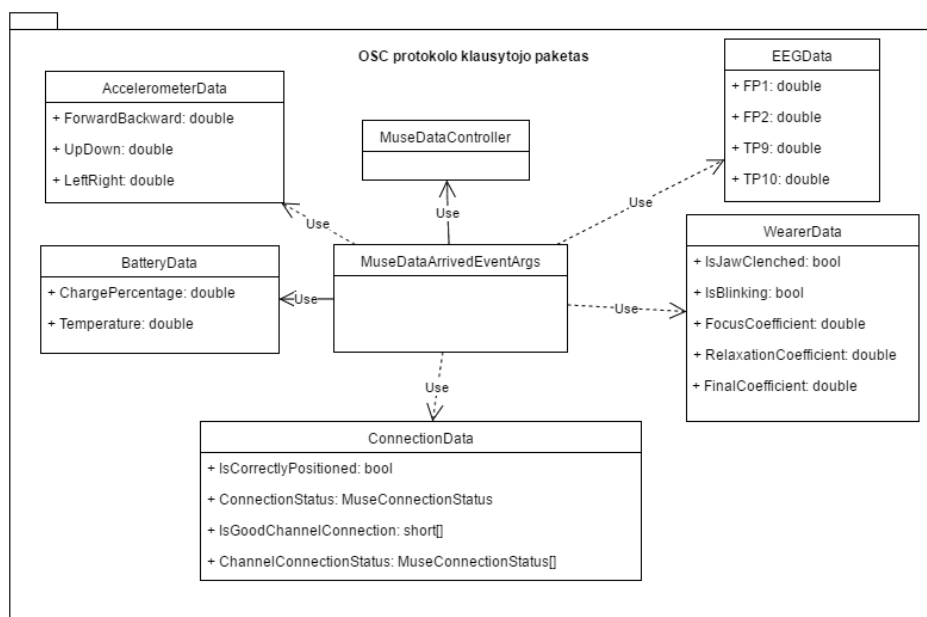 OSC protokolo klausytojo paketas
AccelerometerData
+ ForwardBackward: double
+ UpDown: double
+ LeftRight: double
MuseDataController
EEGData
+ FP1: double
+ FP2: double
+ TP9: double
+ TP10: double
Use
Use
Use
BatteryData
+ ChargePercentage: double
+ Temperature: double
Use
MuseDataArrivedEventArgs
Use
WearerData
+ IsJawClenched: bool
+ IsBlinking: bool
+ FocusCoefficient: double
+ RelaxationCoefficient: double
+ FinalCoefficient: double
Use
ConnectionData
+ IsCorrectlyPositioned: bool
+ ConnectionStatus: MuseConnectionStatus
+ IsGoodChannelConnection: short[]
+ ChannelConnectionStatus: MuseConnectionStatus[]